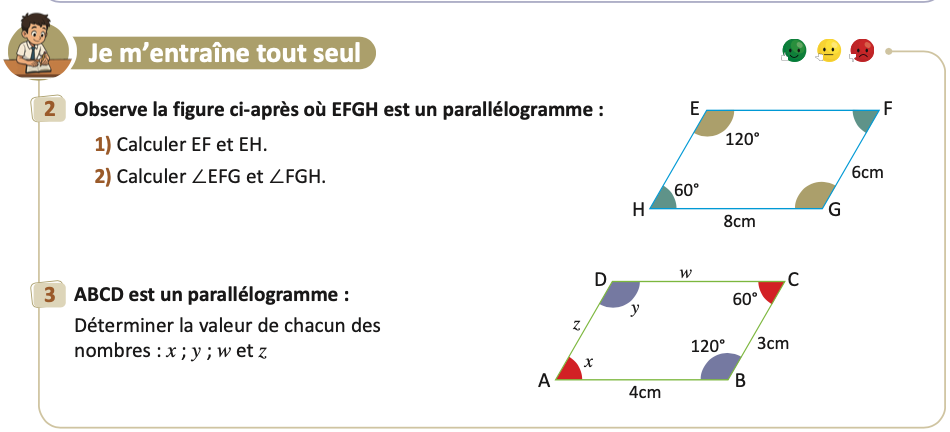 Je m'entraîne tout seul
2 Observe la figure ci-après où EFGH est un parallélogramme :
1) Calculer EF et EH.
2) Calculer ∠EFG et ∠FGH.
E
F
120°
6cm
60°
H
G
8cm
3 ABCD est un parallélogramme :
Déterminer la valeur de chacun des
nombres : x ; y ; w et z
D
w
C
60°
y
z
120°
3cm
x
A
B
4cm